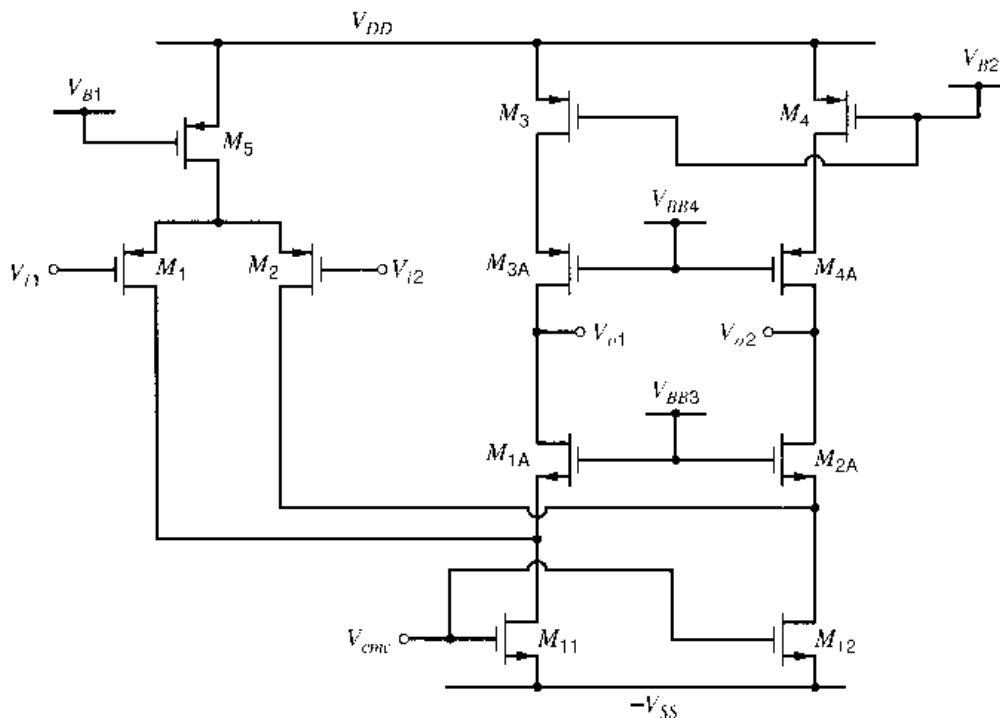 V_DD
V_B1
V_B2
M_3
M_4
M_5
V_BB4
V_i1
M_1
M_2
V_i2
M_3A
M_4A
V_o1
V_o2
V_BB3
M_1A
M_2A
V_cmc
M_11
M_12
−V_SS